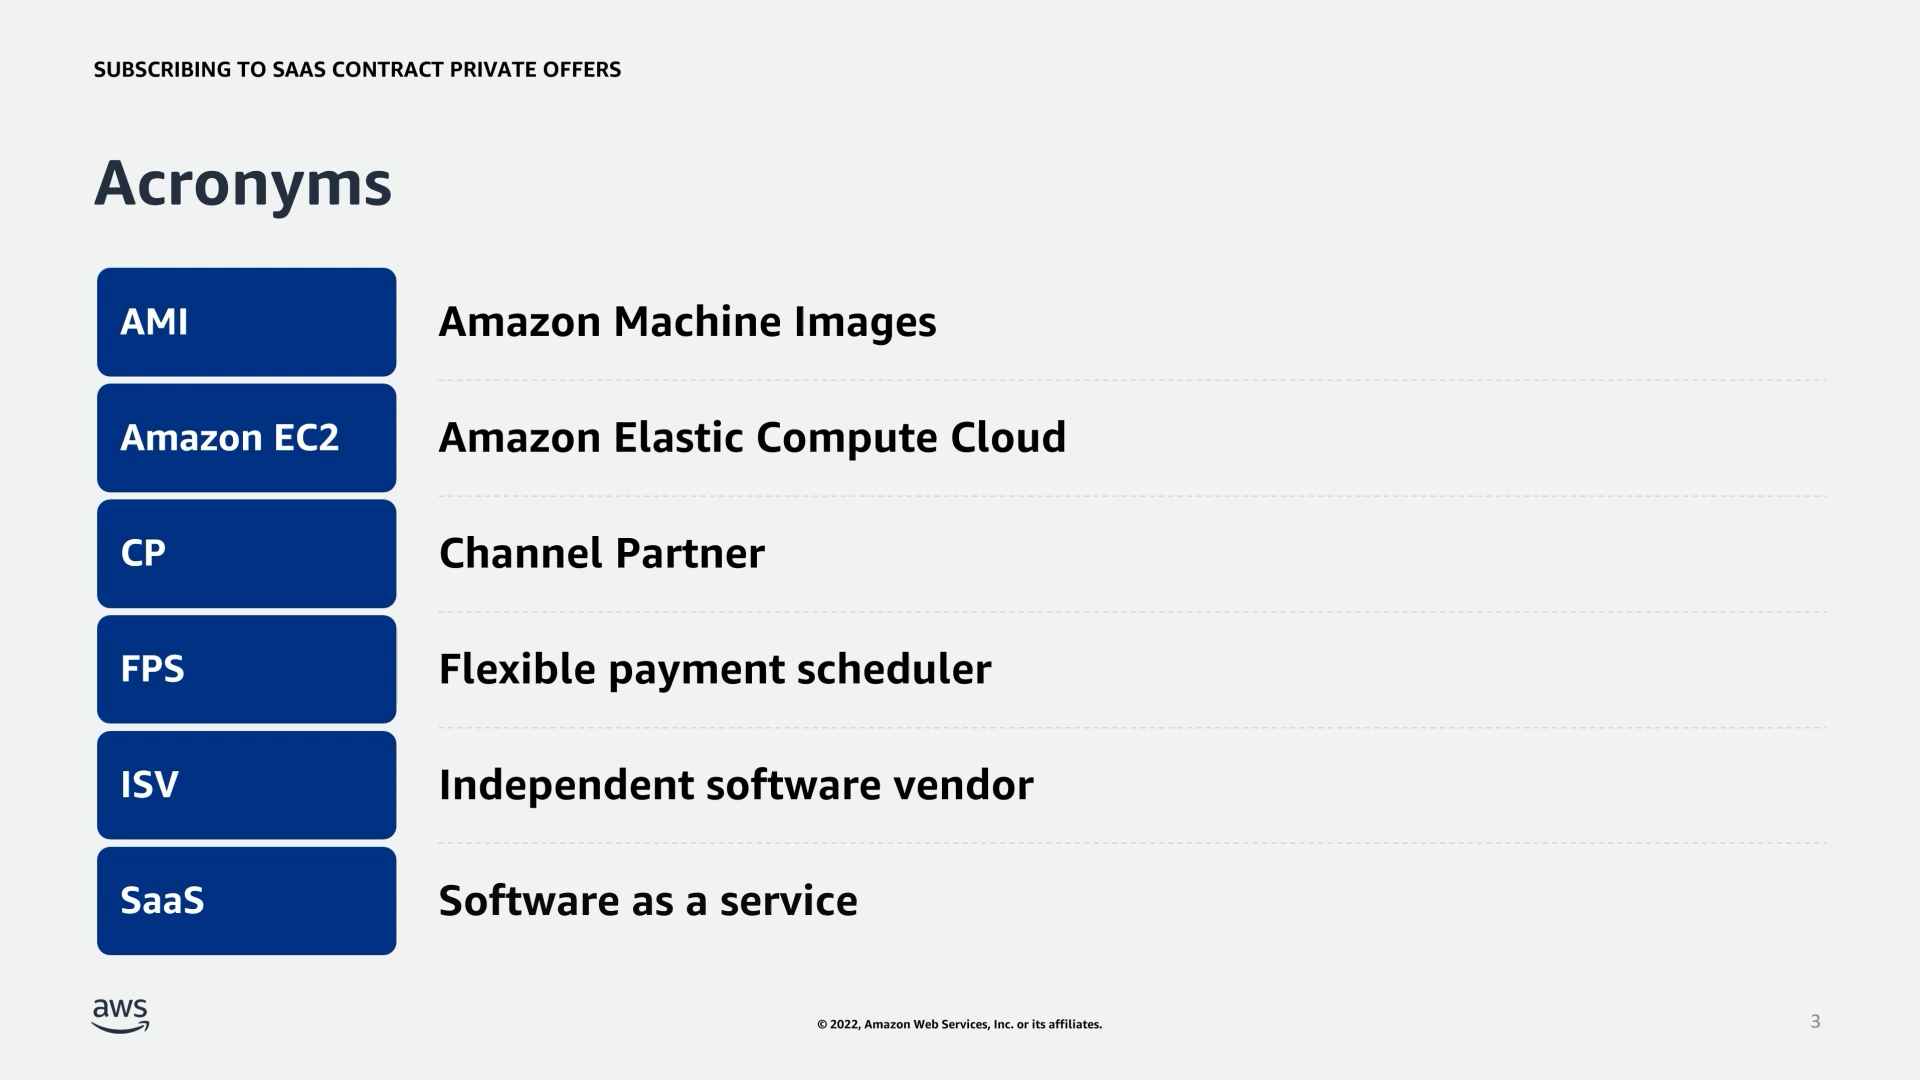 SUBSCRIBING TO SAAS CONTRACT PRIVATE OFFERS
Acronyms
AMI Amazon Machine Images
Amazon EC2 Amazon Elastic Compute Cloud
CP Channel Partner
FPS Flexible payment scheduler
ISV Independent software vendor
SaaS Software as a service
aws
© 2022, Amazon Web Services, Inc. or its affiliates.
3